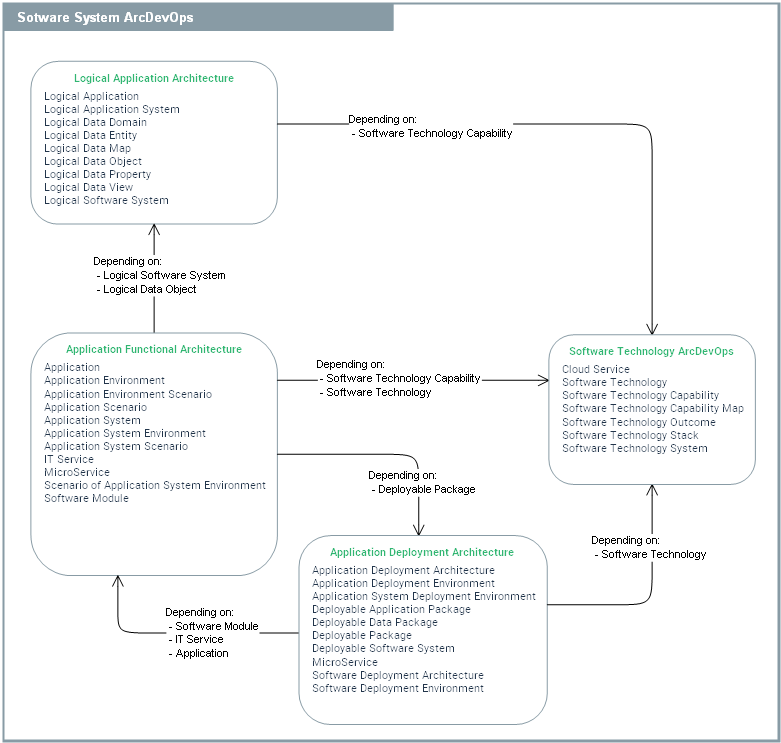 Sotware System ArcDevOps
Logical Application Architecture
Logical Application
Logical Application System
Logical Data Domain
Logical Data Entity
Logical Data Map
Logical Data Object
Logical Data Property
Logical Data View
Logical Software System
Depending on:
- Software Technology Capability
Depending on:
- Logical Software System
- Logical Data Object
Application Functional Architecture
Application
Application Environment
Application Environment Scenario
Application Scenario
Application System
Application System Environment
Application System Scenario
IT Service
MicroService
Scenario of Application System Environment
Software Module
Depending on:
- Software Technology Capability
- Software Technology
Software Technology ArcDevOps
Cloud Service
Software Technology
Software Technology Capability
Software Technology Capability Map
Software Technology Outcome
Software Technology Stack
Software Technology System
Depending on:
- Deployable Package
Depending on:
- Software Technology
Application Deployment Architecture
Application Deployment Architecture
Application Deployment Environment
Application System Deployment Environment
Deployable Application Package
Deployable Data Package
Deployable Package
Deployable Software System
MicroService
Software Deployment Architecture
Software Deployment Environment
Depending on:
- Software Module
- IT Service
- Application